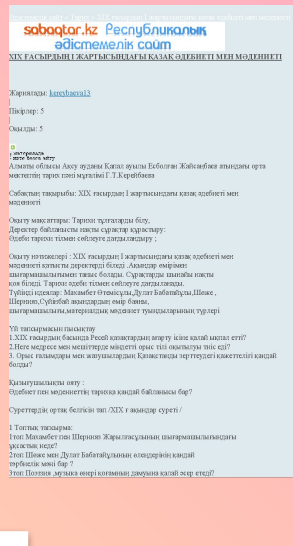 sabaqtar.kz Республикалық
әдістемелік сайт
XIX ҒАСЫРДЫҢ І ЖАРТЫСЫНДАҒЫ ҚАЗАҚ ӘДЕБИЕТІ МЕН МӘДЕНИЕТІ
Жариялады: kereybaeva13
|
Пікірлер: 5
|
Оқылды: 5
Алматы облысы Ақсу ауданы Қапал ауылы Есболған Жайсаңбаев атындағы орта
мектептің тарих пәні мұғалімі Г.Т.Керейбаева
Сабақтың тақырыбы: XIX ғасырдың І жартысындағы қазақ әдебиеті мен
мәдениеті
Оқыту мақсаттары: Тарихи тұлғаларды білу,
Деректер байланысты нақты сұрақтар құрастыру;
Әдеби тарихи тілмен сөйлеуге дағдыландыру ;
Оқыту нәтижелері : XIX ғасырдың І жартысындағы қазақ әдебиеті мен
мәдениеті қатысты деректерді біледі .Ақындар өмірімен
шығармашылығымен таныс болады. Сұрақтарды шынайы нақты
қоя біледі. Тарихи әдеби тілмен сөйлеуге дағдыланады.
Түйінді идеялар: Махамбет Өтемісұлы,Дулат Бабатайұлы,Шөже ,
Шернияз,Сүйінбай ақындардың өмір баяны,
шығармашылығы,материалдық мәдениет туындыларының түрлері
Үй тапсырмасын пысықтау
1.XIX ғасырдың басында Ресей қазақтардың ағарту ісіне қалай ықпал етті?
2.Неге медресе мен мешіттерде міндетті орыс тілі оқытылуы тиіс еді?
3. Орыс ғалымдары мен жазушылардың Қазақстанды зерттеудегі қажеттелігі қандай
болды?
Қызығушылықты ояту :
Әдебиет пен мәдениеттің тарихқа қандай байланысы бар?
Суреттердің ортақ белгісін тап /XIX ғ ақындар суреті /
1 Топтық тапсырма:
1топ Махамбет пен Шернияз Жарылғасұлының шығармашылығындағы
ұқсастық неде?
2топ Шөже мен Дулат Бабатайұлының өлеңдерінің қандай
тәрбиелік мәні бар ?
3топ Поэзия ,музыка өнері қоғамның дамуына қалай әсер етеді?